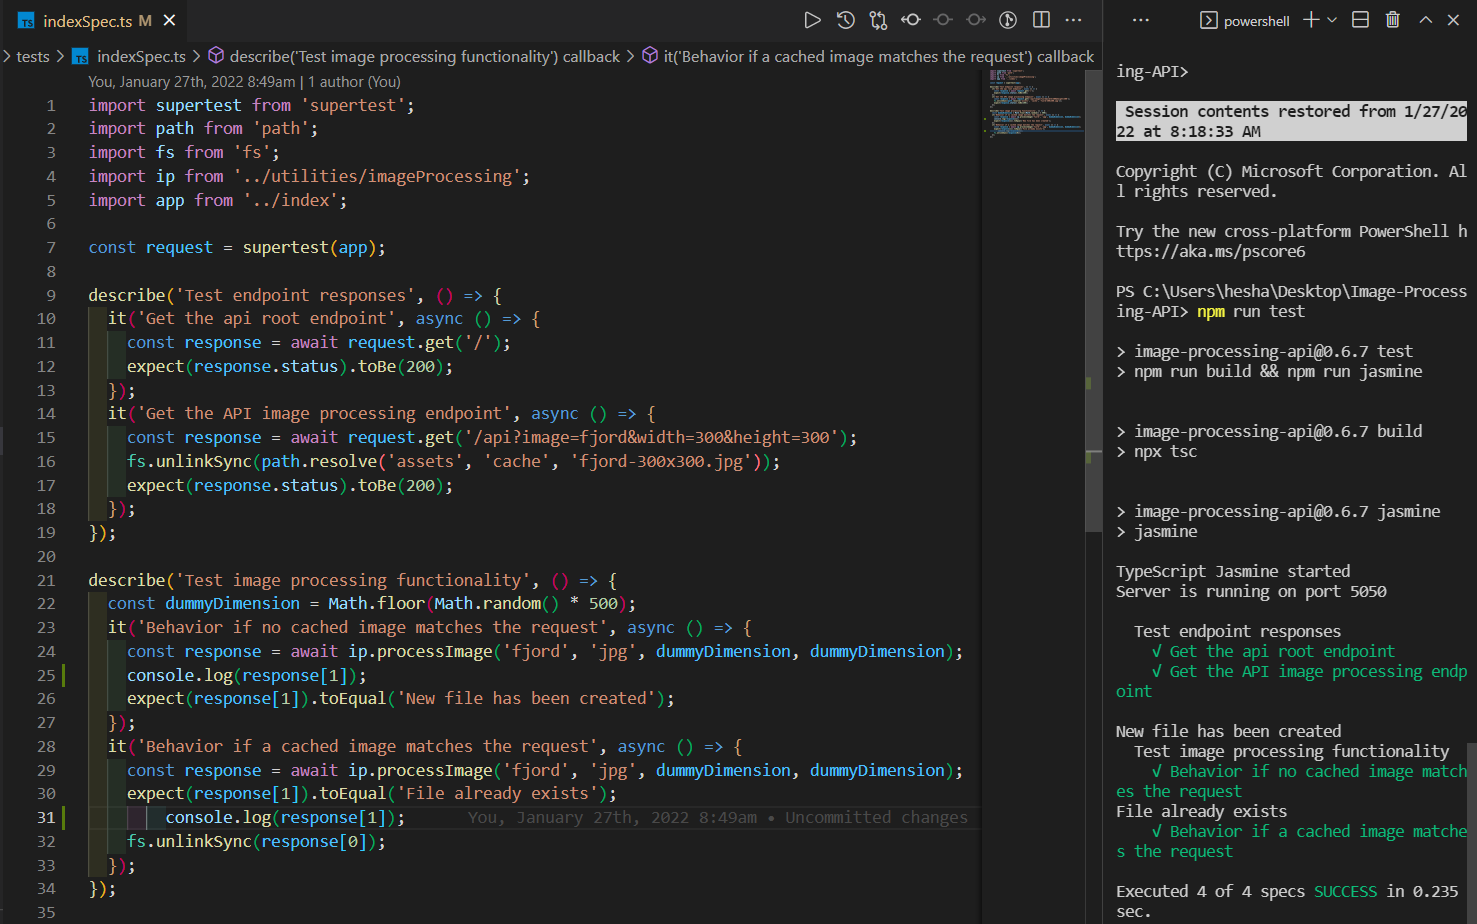 TS indexSpec.ts M
powershell
tests > TS indexSpec.ts > describe('Test image processing functionality') callback > it('Behavior if a cached image matches the request') callback
You, January 27th, 2022 8:49am | 1 author (You)
1 import supertest from 'supertest';
2 import path from 'path';
3 import fs from 'fs';
4 import ip from '../utilities/imageProcessing';
5 import app from '../index';
6
7 const request = supertest(app);
8
9 describe('Test endpoint responses', () => {
10 it('Get the api root endpoint', async () => {
11 const response = await request.get('/');
12 expect(response.status).toBe(200);
13 });
14 it('Get the API image processing endpoint', async () => {
15 const response = await request.get('/api?image=fjord&width=300&height=300');
16 fs.unlinkSync(path.resolve('assets', 'cache', 'fjord-300x300.jpg'));
17 expect(response.status).toBe(200);
18 });
19 });
20
21 describe('Test image processing functionality', () => {
22 const dummyDimension = Math.floor(Math.random() * 500);
23 it('Behavior if no cached image matches the request', async () => {
24 const response = await ip.processImage('fjord', 'jpg', dummyDimension, dummyDimension);
25 console.log(response[1]);
26 expect(response[1]).toEqual('New file has been created');
27 });
28 it('Behavior if a cached image matches the request', async () => {
29 const response = await ip.processImage('fjord', 'jpg', dummyDimension, dummyDimension);
30 expect(response[1]).toEqual('File already exists');
31 console.log(response[1]); You, January 27th, 2022 8:49am • Uncommitted changes
32 fs.unlinkSync(response[0]);
33 });
34 });
35
ing-API>
Session contents restored from 1/27/20
22 at 8:18:33 AM
Copyright (C) Microsoft Corporation. Al
l rights reserved.
Try the new cross-platform PowerShell h
ttps://aka.ms/pscore6
PS C:\Users\hesha\Desktop\Image-Process
ing-API> npm run test
> image-processing-api@0.6.7 test
> npm run build && npm run jasmine
> image-processing-api@0.6.7 build
> npx tsc
> image-processing-api@0.6.7 jasmine
> jasmine
TypeScript Jasmine started
Server is running on port 5050
Test endpoint responses
√ Get the api root endpoint
√ Get the API image processing endp
oint
New file has been created
Test image processing functionality
√ Behavior if no cached image match
es the request
File already exists
√ Behavior if a cached image matche
s the request
Executed 4 of 4 specs SUCCESS in 0.235
sec.